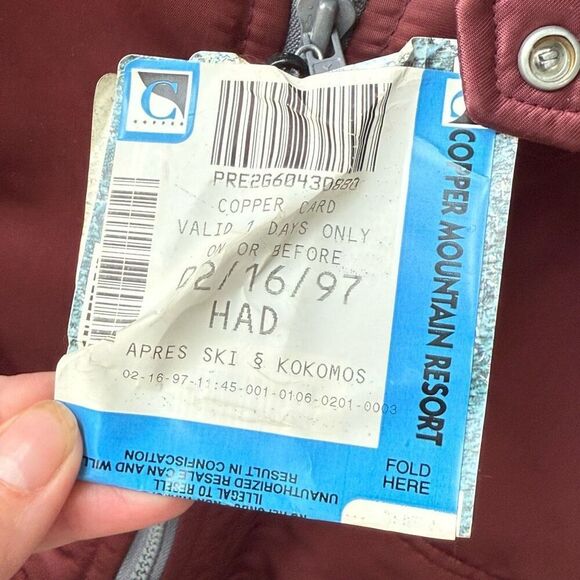 C
COPPER
PRE2G6043D880
COPPER CARD
VALID 1 DAYS ONLY
ON OR BEFORE
02/16/97
HAD
APRES SKI & KOKOMOS
02-16-97-11:45-001-0106-0201-0003
COPPER MOUNTAIN RESORT
FOLD
HERE
ILLEGAL TO RESELL
UNAUTHORIZED RESALE CAN AND WILL
RESULT IN CONFISCATION